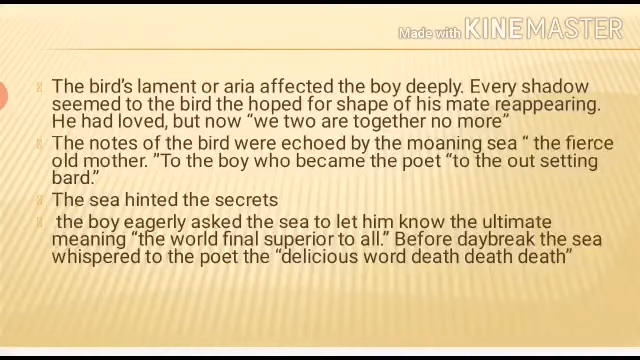 Made with KINEMASTER
The bird's lament or aria affected the boy deeply. Every shadow
seemed to the bird the hoped for shape of his mate reappearing.
He had loved, but now “we two are together no more”
The notes of the bird were echoed by the moaning sea “ the fierce
old mother. ”To the boy who became the poet “to the out setting
bard.”
The sea hinted the secrets
the boy eagerly asked the sea to let him know the ultimate
meaning “the world final superior to all.” Before daybreak the sea
whispered to the poet the “delicious word death death death”